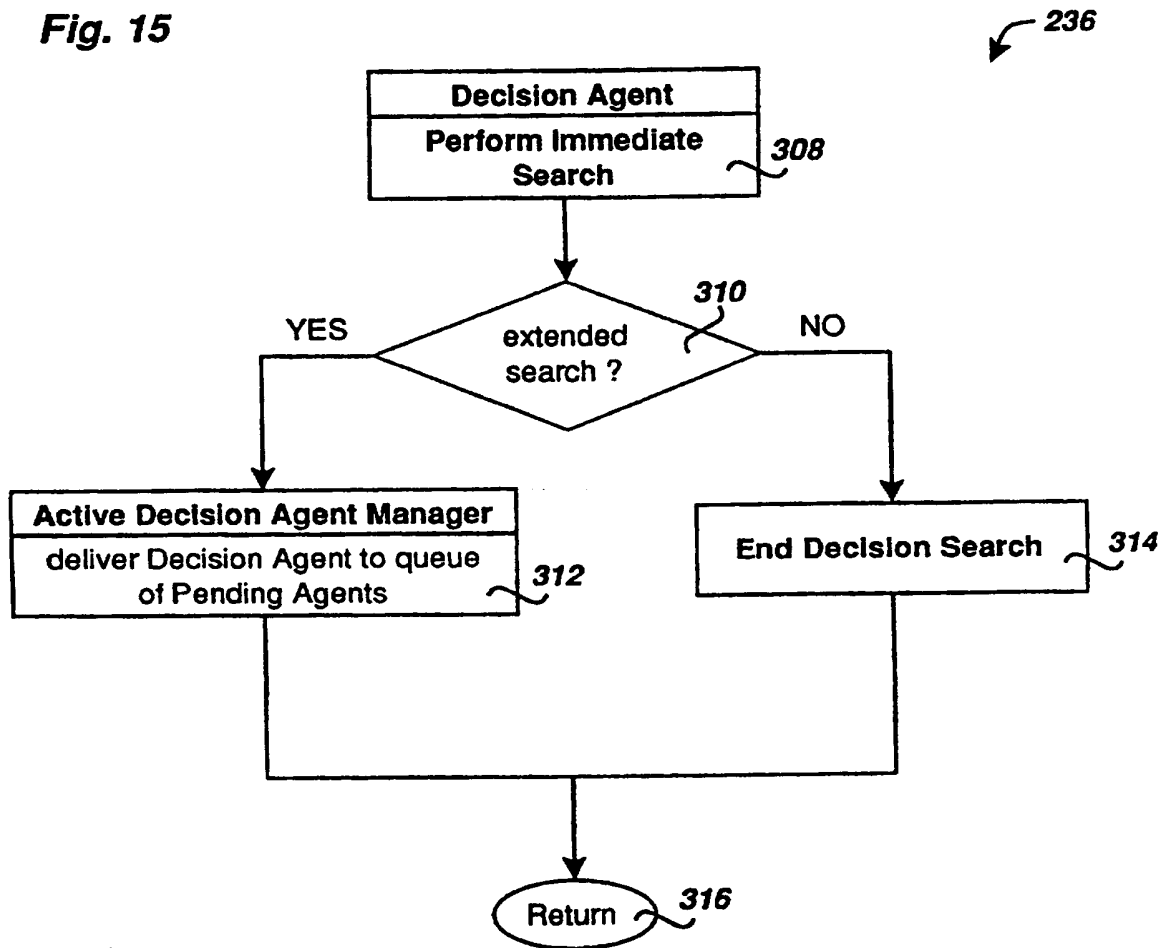 Fig. 15
236
Decision Agent
Perform Immediate
Search
308
310
YES
extended
search ?
NO
Active Decision Agent Manager
deliver Decision Agent to queue
of Pending Agents
312
End Decision Search
314
Return
316